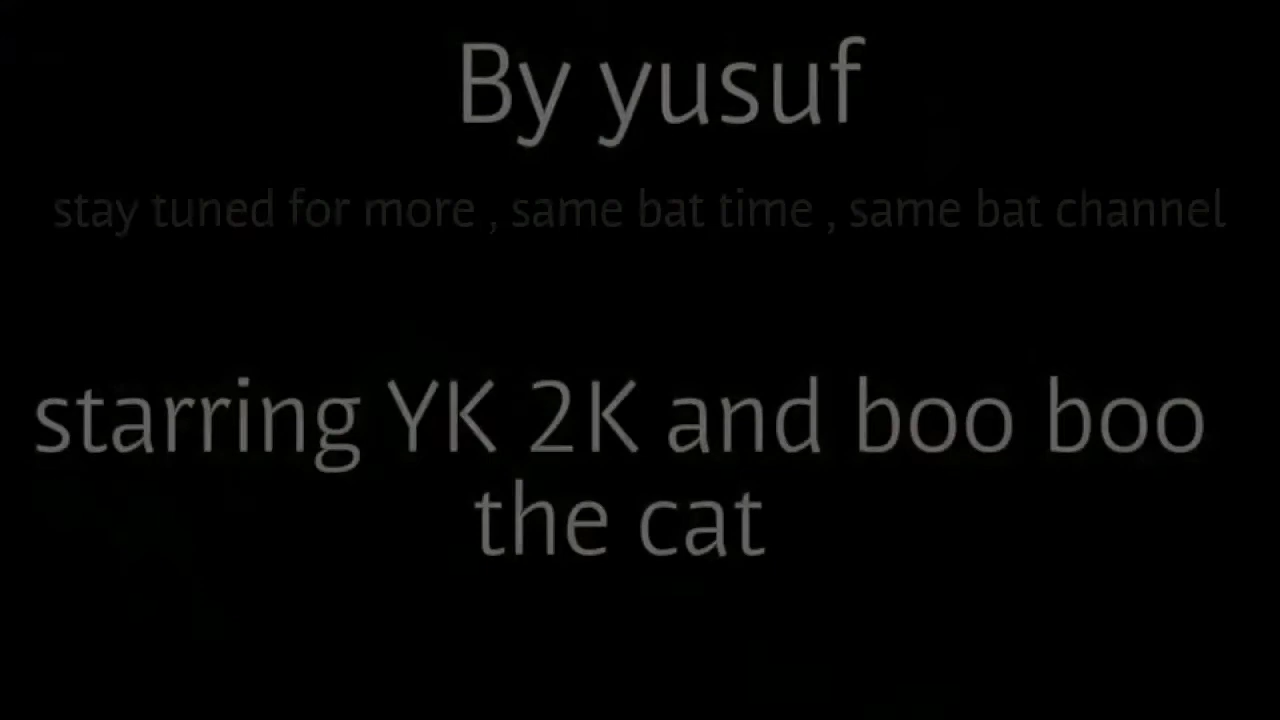 By yusuf
stay tuned for more , same bat time , same bat channel
starring YK 2K and boo boo
the cat